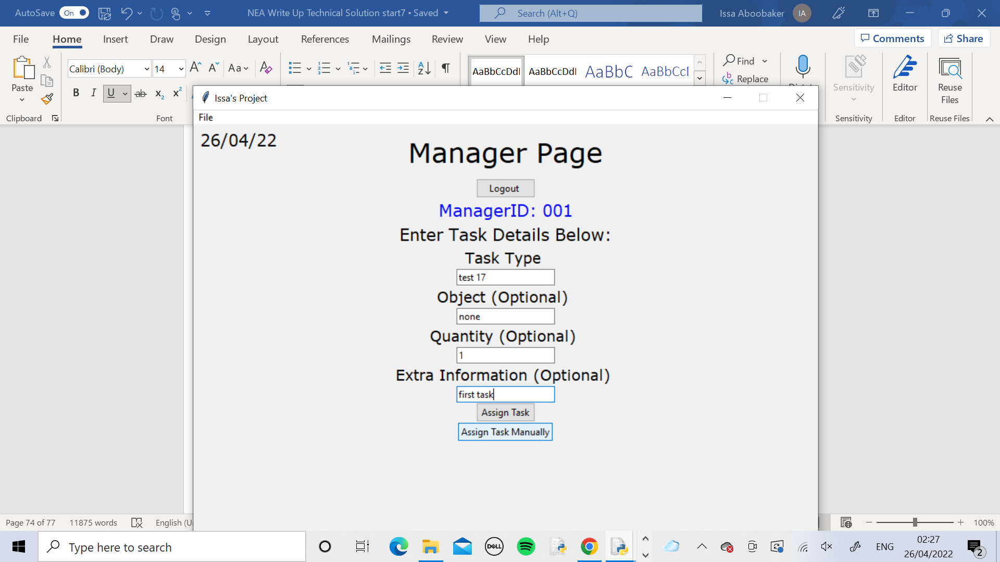 AutoSave On NEA Write Up Technical Solution start7 • Saved Search (Alt+Q) Issa Aboobaker IA
File Home Insert Draw Design Layout References Mailings Review View Help Comments Share
Calibri (Body) 14 Aa AaBbCcDdI AaBbCcDdI AaBbC AaBbCcI Find
Paste B I U ab x₂ x² Replace Sensitivity Editor Reuse Files
Clipboard Font Sensitivity Editor Reuse Files
Issa's Project
File
26/04/22
Manager Page
Logout
ManagerID: 001
Enter Task Details Below:
Task Type
test 17
Object (Optional)
none
Quantity (Optional)
1
Extra Information (Optional)
first task
Assign Task
Assign Task Manually
Page 74 of 77 11875 words English (U 100%
Type here to search DELL ENG 02:27
26/04/2022 2